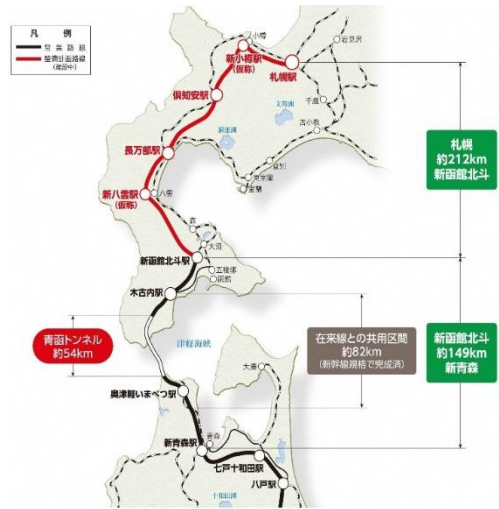 凡 例
営業路線
整備計画路線
(建設中)
小樽
新小樽駅
(仮称)
札幌駅
岩見沢
倶知安駅
千歳
支笏湖
苫小牧
長万部駅
洞爺湖
登別
東室蘭
室蘭
新八雲駅
(仮称)
八雲
森
大沼
新函館北斗駅
五稜郭
函館
木古内駅
札幌
約212km
新函館北斗
青函トンネル
約54km
津軽海峡
在来線との共用区間
約82km
(新幹線規格で完成済)
新函館北斗
約149km
新青森
大湊
奥津軽いまべつ駅
青森
新青森駅
七戸十和田駅
八戸駅
十和田湖